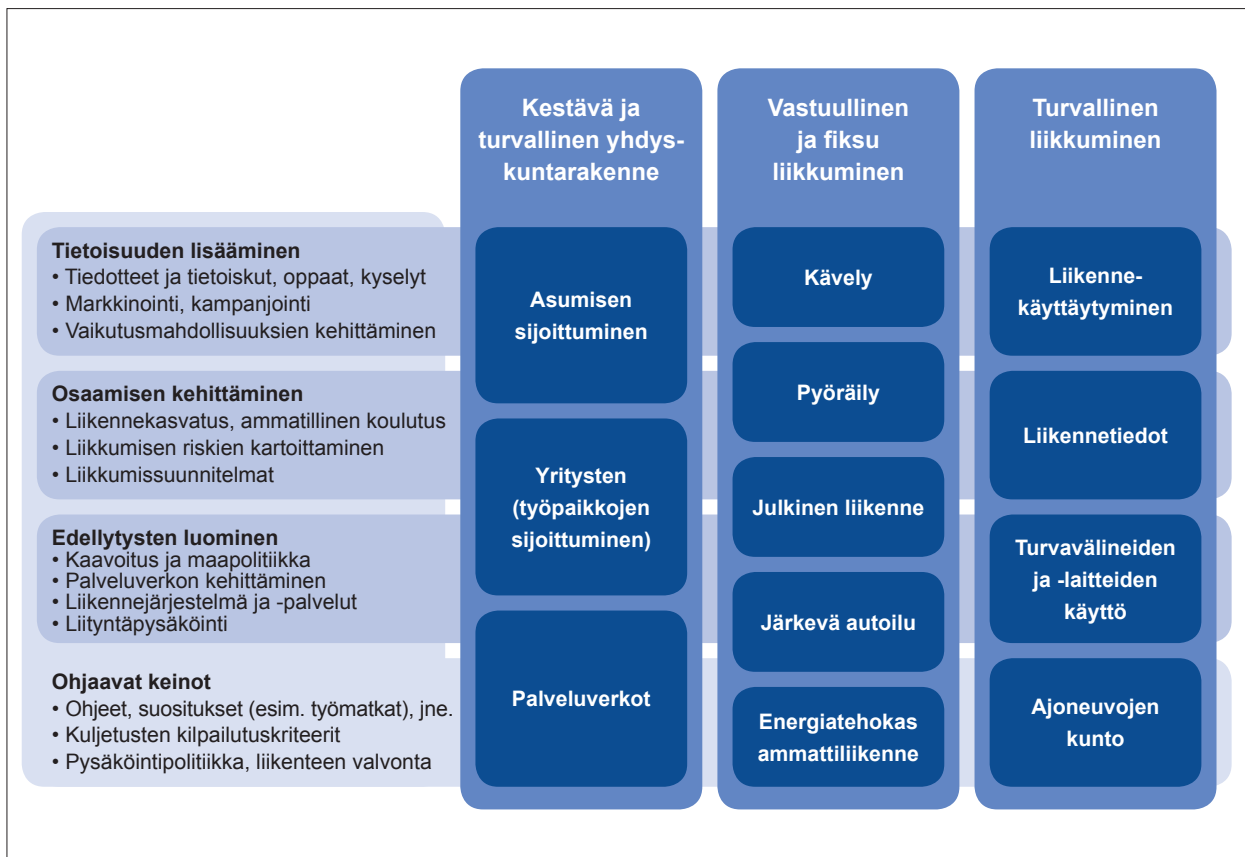 Kestävä ja
turvallinen yhdys-
kuntarakenne
Vastuullinen
ja fiksu
liikkuminen
Turvallinen
liikkuminen
Tietoisuuden lisääminen
• Tiedotteet ja tietoiskut, oppaat, kyselyt
• Markkinointi, kampanjointi
• Vaikutusmahdollisuuksien kehittäminen
Osaamisen kehittäminen
• Liikennekasvatus, ammatillinen koulutus
• Liikkumisen riskien kartoittaminen
• Liikkumissuunnitelmat
Edellytysten luominen
• Kaavoitus ja maapolitiikka
• Palveluverkon kehittäminen
• Liikennejärjestelmä ja -palvelut
• Liityntäpysäköinti
Ohjaavat keinot
• Ohjeet, suositukset (esim. työmatkat), jne.
• Kuljetusten kilpailutuskriteerit
• Pysäköintipolitiikka, liikenteen valvonta
Asumisen
sijoittuminen
Yritysten
(työpaikkojen
sijoittuminen)
Palveluverkot
Kävely
Pyöräily
Julkinen liikenne
Järkevä autoilu
Energiatehokas
ammattiliikenne
Liikenne-
käyttäytyminen
Liikennetiedot
Turvavälineiden
ja -laitteiden
käyttö
Ajoneuvojen
kunto